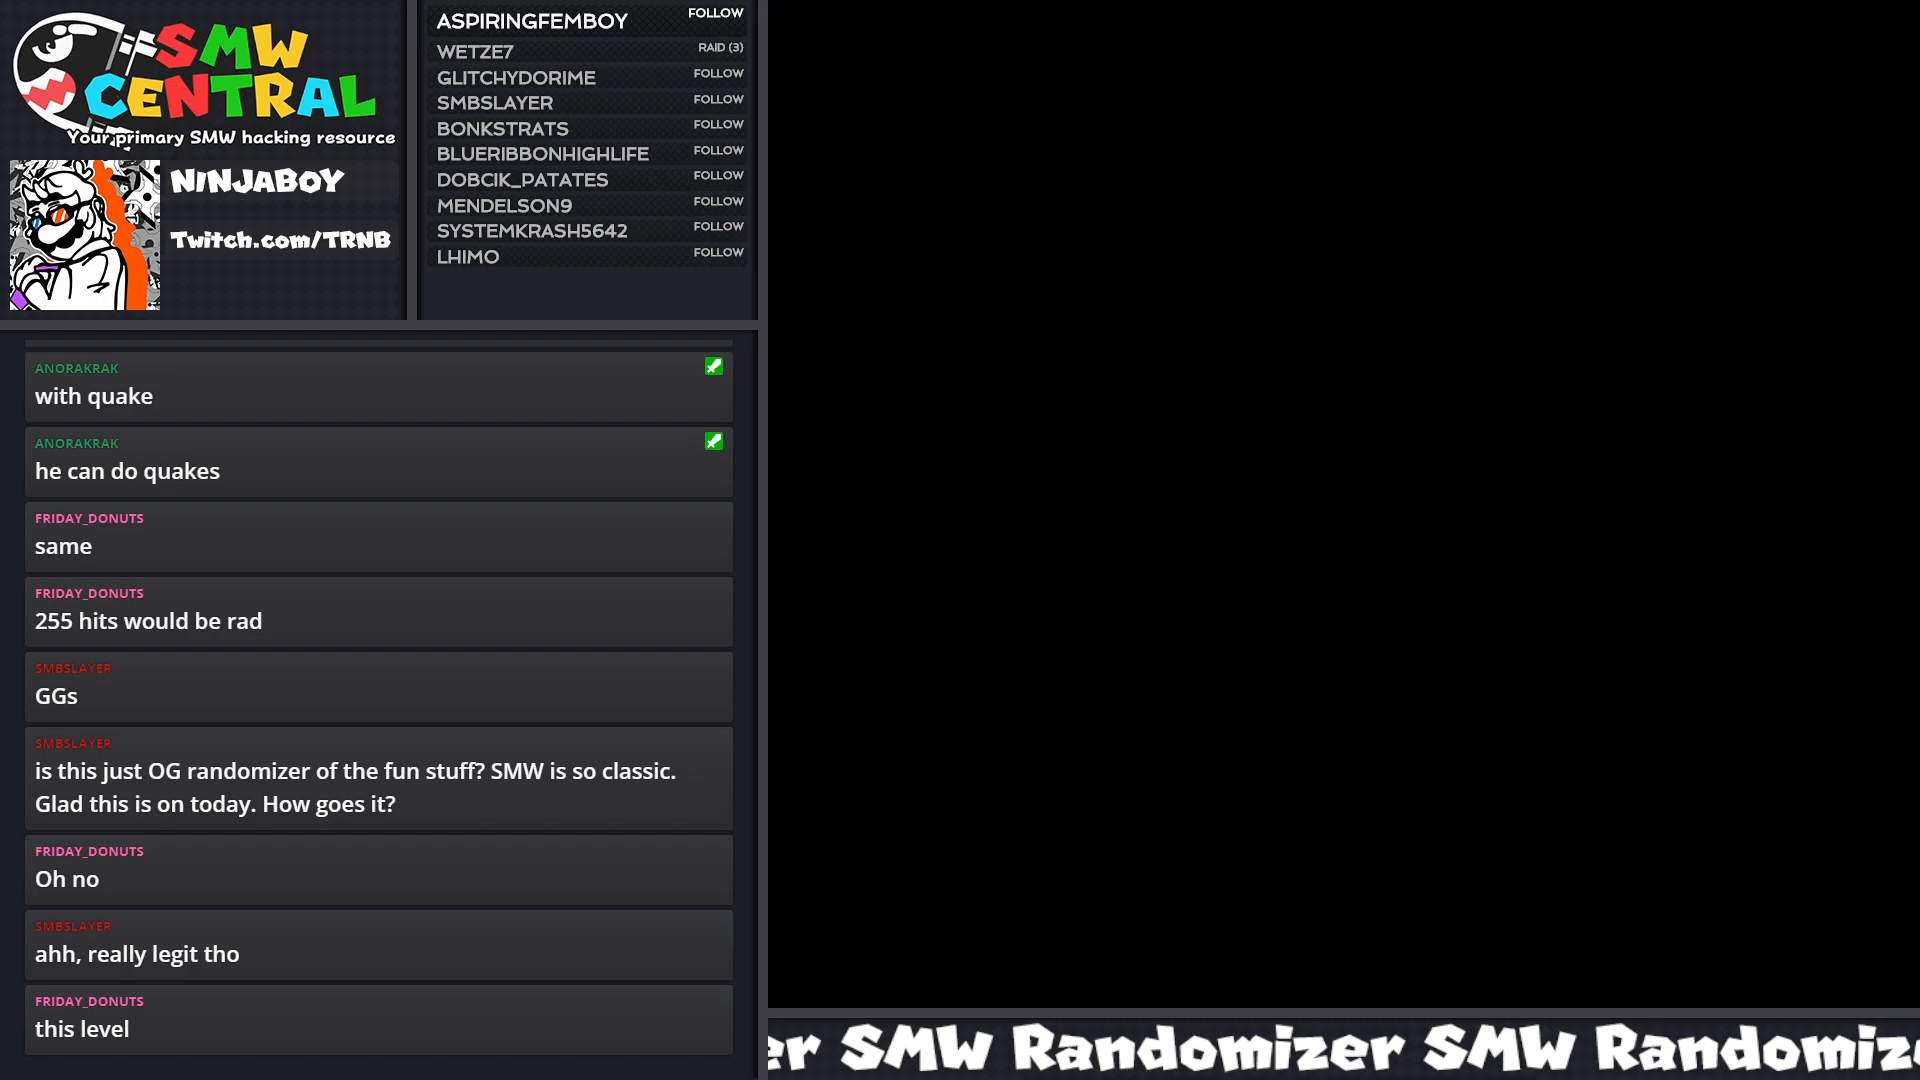 SMW
CENTRAL
Your primary SMW hacking resource
NINJABOY
Twitch.com/TRNB
ASPIRINGFEMBOY FOLLOW
WETZE7 RAID (3)
GLITCHYDORIME FOLLOW
SMBSLAYER FOLLOW
BONKSTRATS FOLLOW
BLUERIBBONHIGHLIFE FOLLOW
DOBCIK_PATATES FOLLOW
MENDELSON9 FOLLOW
SYSTEMKRASH5642 FOLLOW
LHIMO FOLLOW
ANORAKRAK
with quake
ANORAKRAK
he can do quakes
FRIDAY_DONUTS
same
FRIDAY_DONUTS
255 hits would be rad
SMBSLAYER
GGs
SMBSLAYER
is this just OG randomizer of the fun stuff? SMW is so classic.
Glad this is on today. How goes it?
FRIDAY_DONUTS
Oh no
SMBSLAYER
ahh, really legit tho
FRIDAY_DONUTS
this level
er SMW Randomizer SMW Randomiz